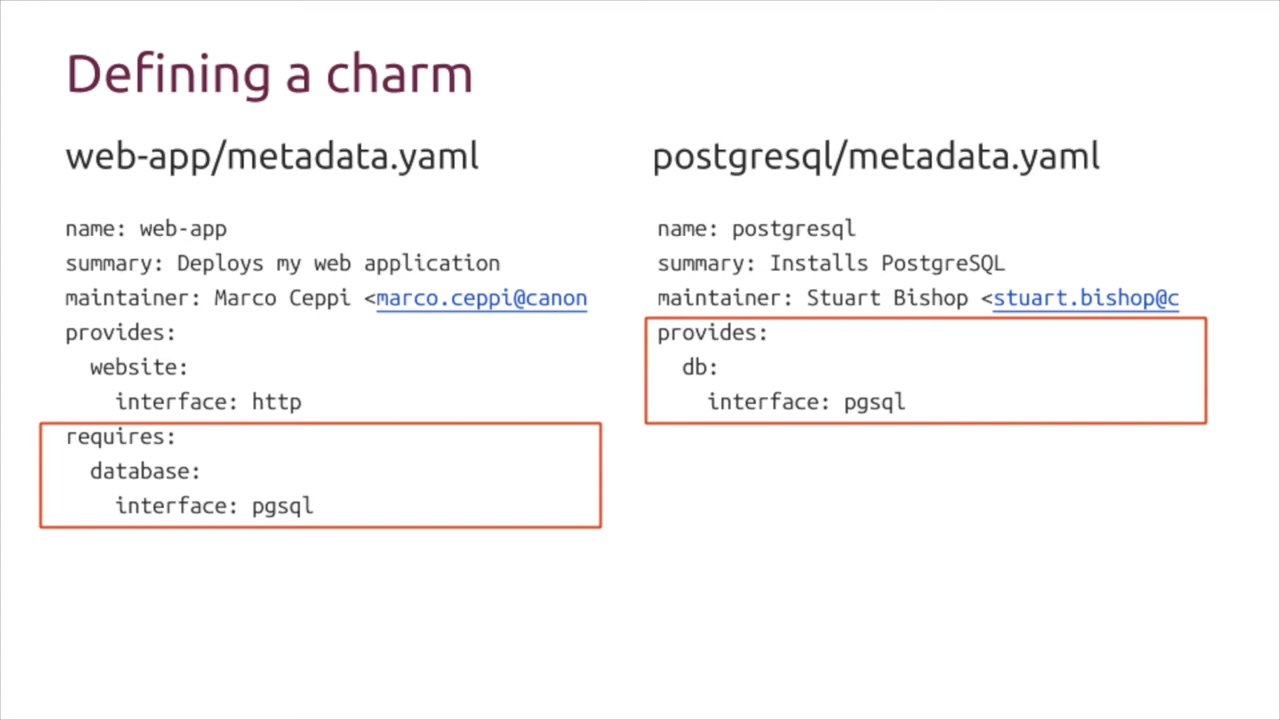 Defining a charm
web-app/metadata.yaml
name: web-app
summary: Deploys my web application
maintainer: Marco Ceppi <marco.ceppi@canon
provides:
  website:
    interface: http
requires:
  database:
    interface: pgsql
postgresql/metadata.yaml
name: postgresql
summary: Installs PostgreSQL
maintainer: Stuart Bishop <stuart.bishop@c
provides:
  db:
    interface: pgsql